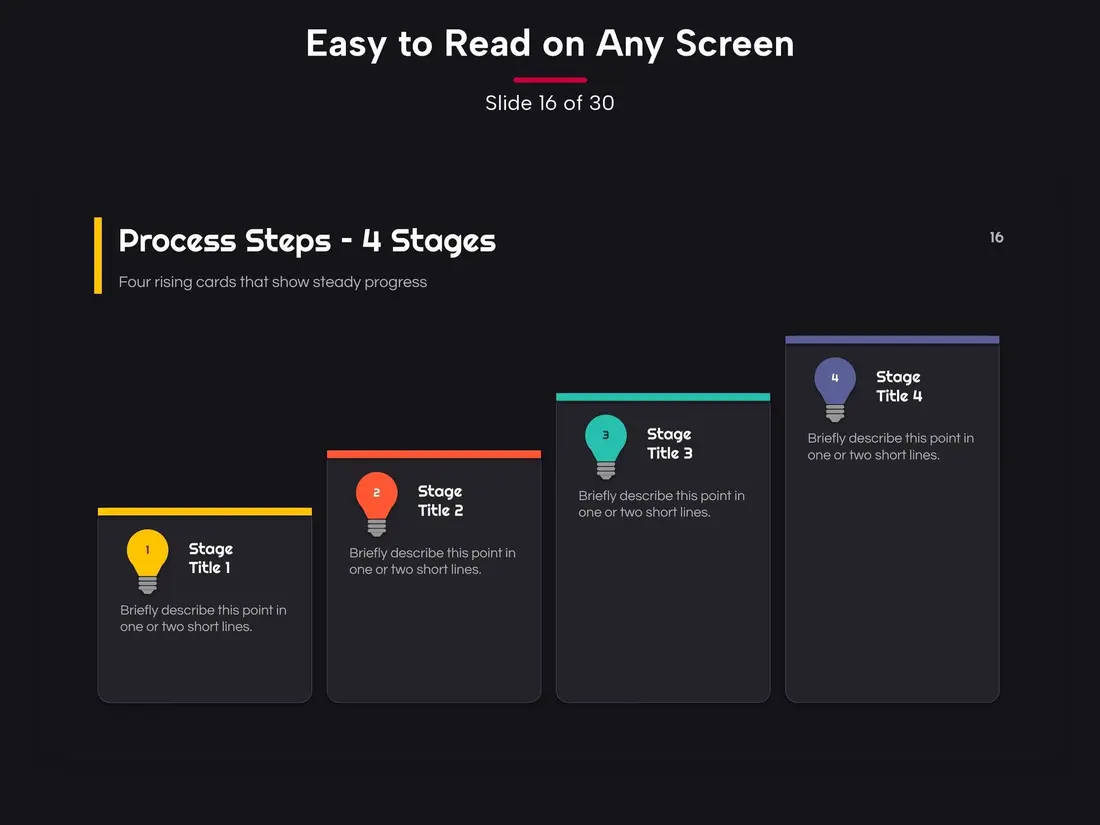 Easy to Read on Any Screen
Slide 16 of 30
Process Steps - 4 Stages
16
Four rising cards that show steady progress
1
Stage
Title 1
Briefly describe this point in
one or two short lines.
2
Stage
Title 2
Briefly describe this point in
one or two short lines.
3
Stage
Title 3
Briefly describe this point in
one or two short lines.
4
Stage
Title 4
Briefly describe this point in
one or two short lines.